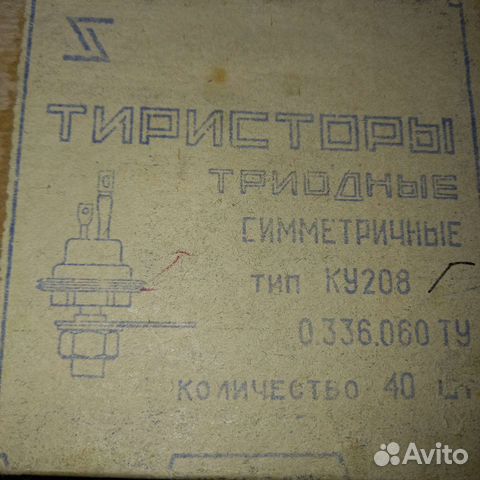 ТИРИСТОРЫ
ТРИОДНЫЕ
СИММЕТРИЧНЫЕ
ТИП КУ208 Г
0.336.060 ТУ
КОЛИЧЕСТВО 40 ШТ
Avito